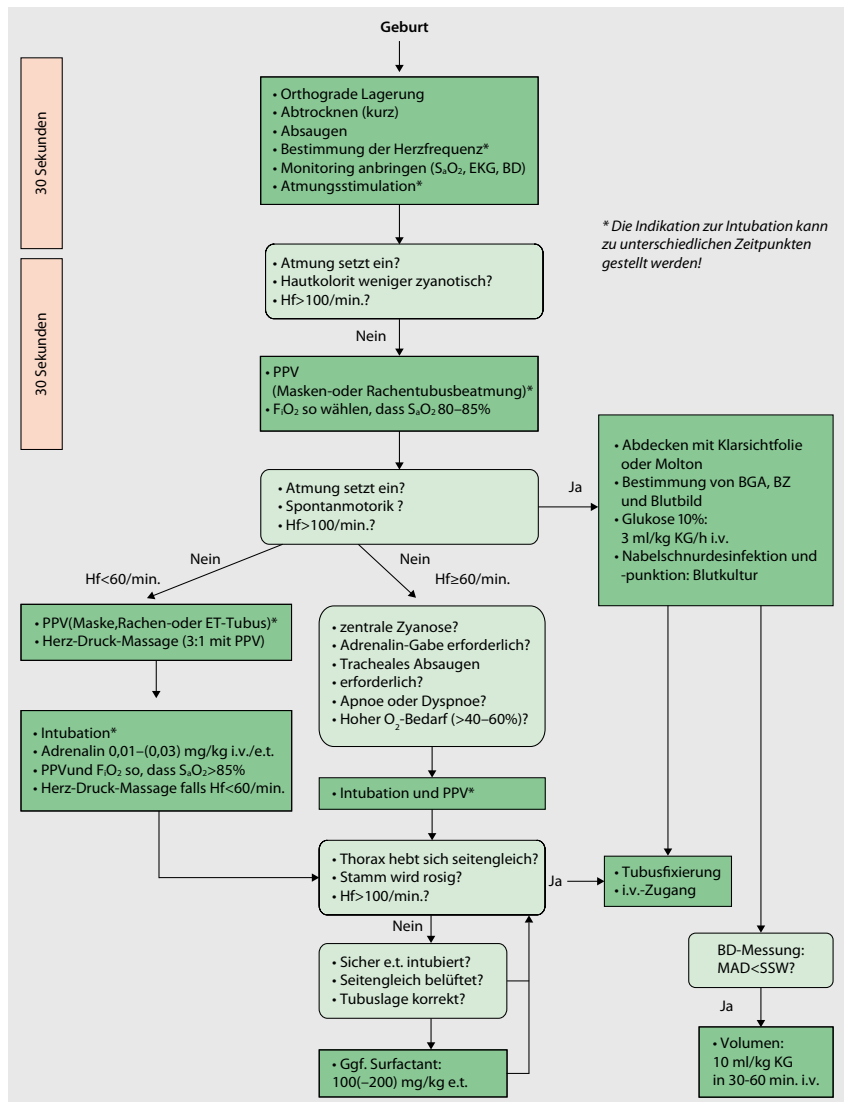 Geburt
30 Sekunden
• Orthograde Lagerung
• Abtrocknen (kurz)
• Absaugen
• Bestimmung der Herzfrequenz*
• Monitoring anbringen (SₐO₂, EKG, BD)
• Atmungsstimulation*
* Die Indikation zur Intubation kann
zu unterschiedlichen Zeitpunkten
gestellt werden!
30 Sekunden
• Atmung setzt ein?
• Hautkolorit weniger zyanotisch?
• Hf>100/min.?
Nein
• PPV
(Masken-oder Rachentubusbeatmung)*
• FᵢO₂ so wählen, dass SₐO₂ 80–85%
• Atmung setzt ein?
• Spontanmotorik ?
• Hf>100/min.?
Ja
• Abdecken mit Klarsichtfolie
oder Molton
• Bestimmung von BGA, BZ
und Blutbild
• Glukose 10%:
3 ml/kg KG/h i.v.
• Nabelschnurdesinfektion und
-punktion: Blutkultur
Nein
Hf<60/min.
Nein
Hf≥60/min.
• PPV(Maske,Rachen-oder ET-Tubus)*
• Herz-Druck-Massage (3:1 mit PPV)
• zentrale Zyanose?
• Adrenalin-Gabe erforderlich?
• Tracheales Absaugen
• erforderlich?
• Apnoe oder Dyspnoe?
• Hoher O₂-Bedarf (>40–60%)?
• Intubation*
• Adrenalin 0,01–(0,03) mg/kg i.v./e.t.
• PPVund FᵢO₂ so, dass SₐO₂>85%
• Herz-Druck-Massage falls Hf<60/min.
• Intubation und PPV*
• Thorax hebt sich seitengleich?
• Stamm wird rosig?
• Hf>100/min.?
Ja
• Tubusfixierung
• i.v.-Zugang
Nein
• Sicher e.t. intubiert?
• Seitengleich belüftet?
• Tubuslage korrekt?
BD-Messung:
MAD<SSW?
Ja
• Ggf. Surfactant:
100(–200) mg/kg e.t.
• Volumen:
10 ml/kg KG
in 30-60 min. i.v.